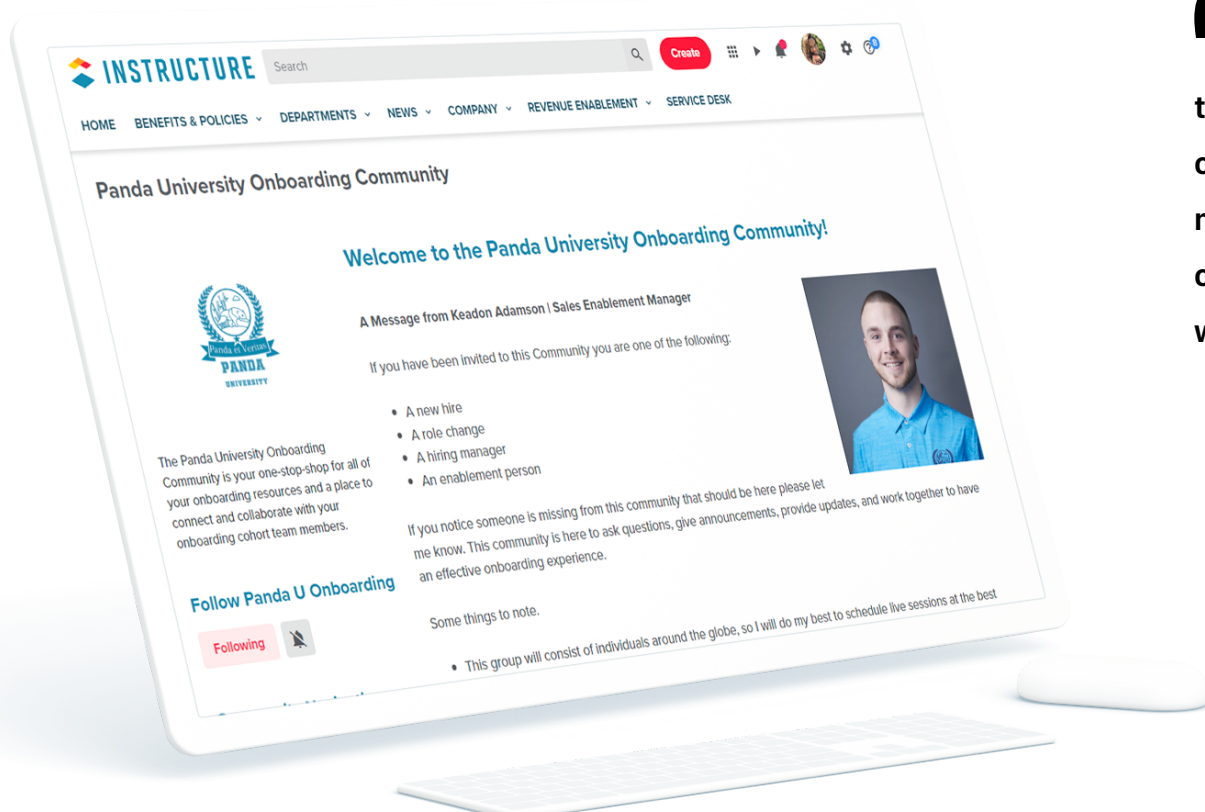 INSTRUCTURE
Search
Create
HOME
BENEFITS & POLICIES
DEPARTMENTS
NEWS
COMPANY
REVENUE ENABLEMENT
SERVICE DESK
Panda University Onboarding Community
Welcome to the Panda University Onboarding Community!
Panda et Veritas
PANDA
UNIVERSITY
The Panda University Onboarding
Community is your one-stop-shop for all of
your onboarding resources and a place to
connect and collaborate with your
onboarding cohort team members.
Follow Panda U Onboarding
Following
A Message from Keadon Adamson | Sales Enablement Manager
If you have been invited to this Community you are one of the following:
• A new hire
• A role change
• A hiring manager
• An enablement person
If you notice someone is missing from this community that should be here please let
me know. This community is here to ask questions, give announcements, provide updates, and work together to have
an effective onboarding experience.
Some things to note.
• This group will consist of individuals around the globe, so I will do my best to schedule live sessions at the best